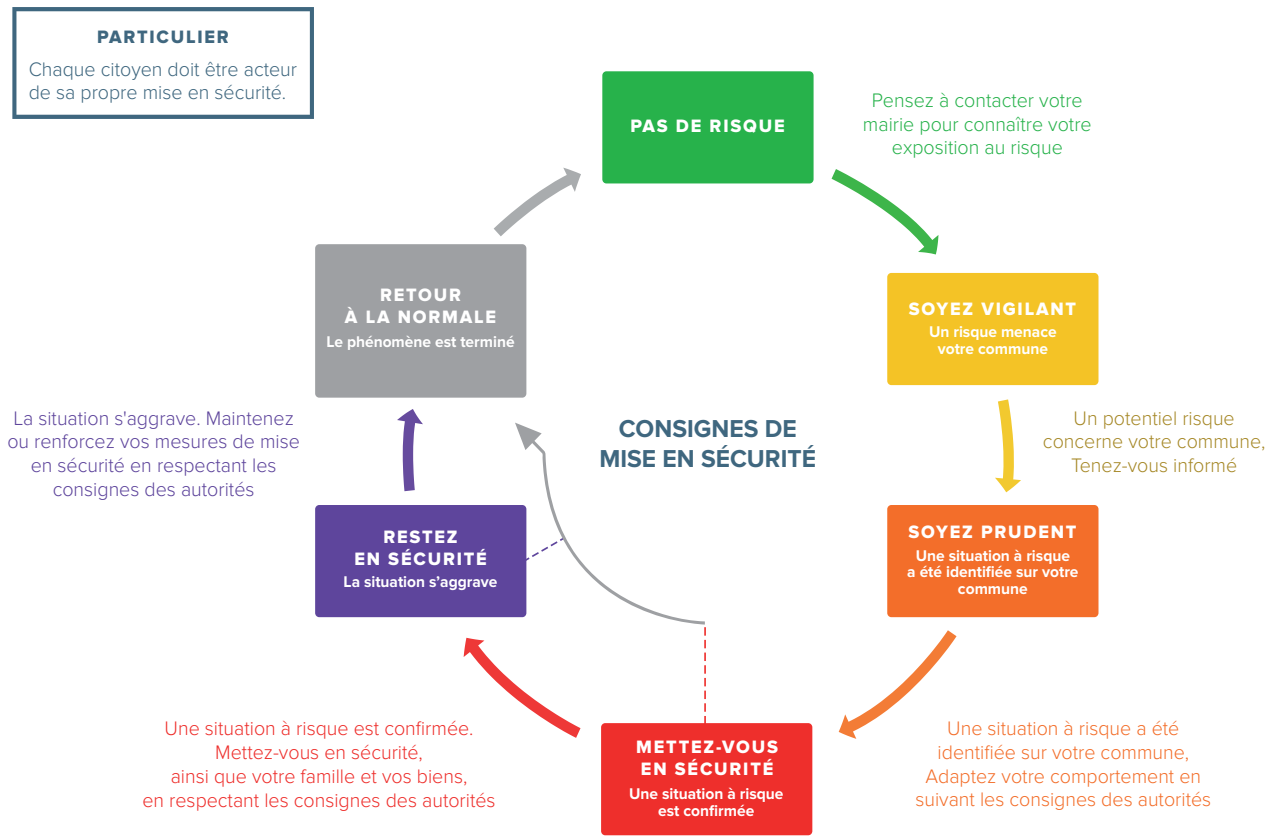 PARTICULIER
Chaque citoyen doit être acteur
de sa propre mise en sécurité.
PAS DE RISQUE
Pensez à contacter votre
mairie pour connaître votre
exposition au risque
SOYEZ VIGILANT
Un risque menace
votre commune
Un potentiel risque
concerne votre commune,
Tenez-vous informé
SOYEZ PRUDENT
Une situation à risque
a été identifiée sur votre
commune
Une situation à risque a été
identifiée sur votre commune,
Adaptez votre comportement en
suivant les consignes des autorités
METTEZ-VOUS
EN SÉCURITÉ
Une situation à risque
est confirmée
Une situation à risque est confirmée.
Mettez-vous en sécurité,
ainsi que votre famille et vos biens,
en respectant les consignes des autorités
RESTEZ
EN SÉCURITÉ
La situation s'aggrave
La situation s'aggrave. Maintenez
ou renforcez vos mesures de mise
en sécurité en respectant les
consignes des autorités
RETOUR
À LA NORMALE
Le phénomène est terminé
CONSIGNES DE
MISE EN SÉCURITÉ